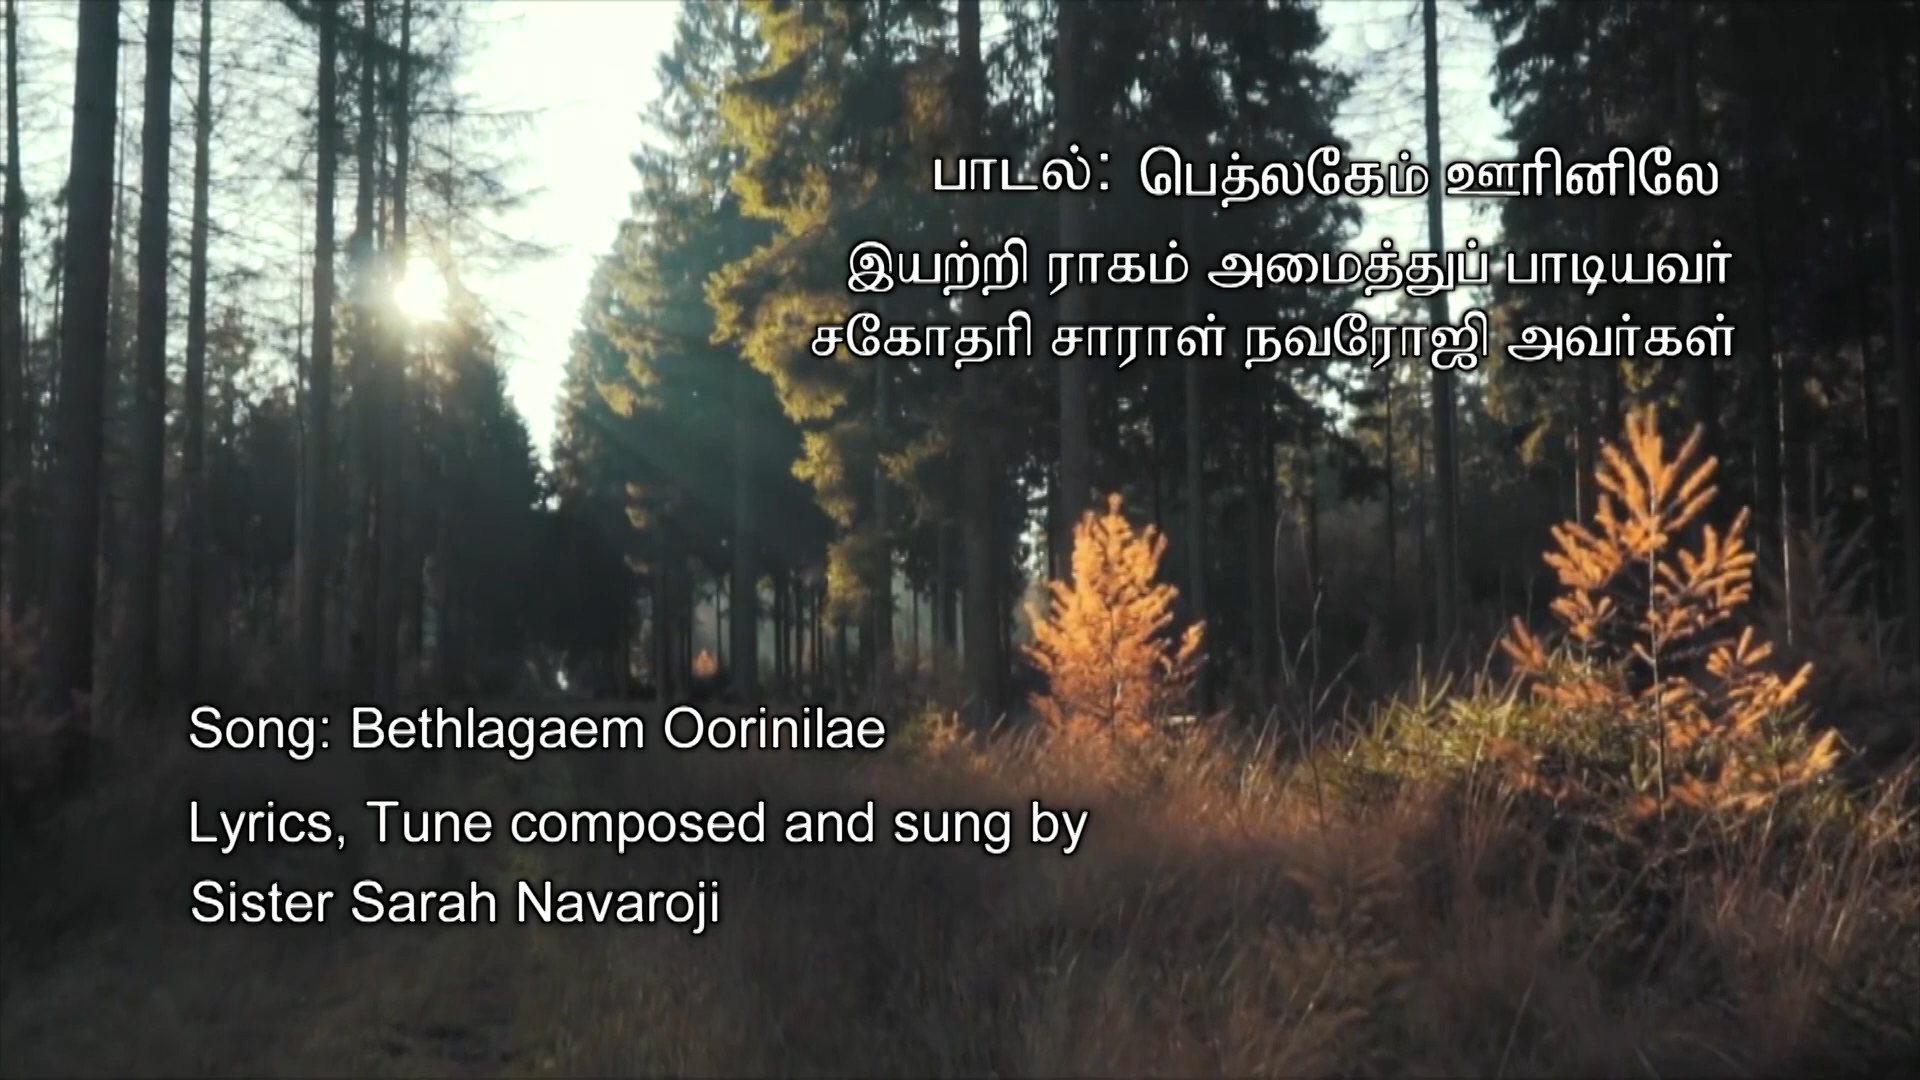 பாடல்: பெத்லகேம் ஊரினிலே
இயற்றி ராகம் அமைத்துப் பாடியவர்
சகோதரி சாராள் நவரோஜி அவர்கள்
Song: Bethlagaem Oorinilae
Lyrics, Tune composed and sung by
Sister Sarah Navaroji